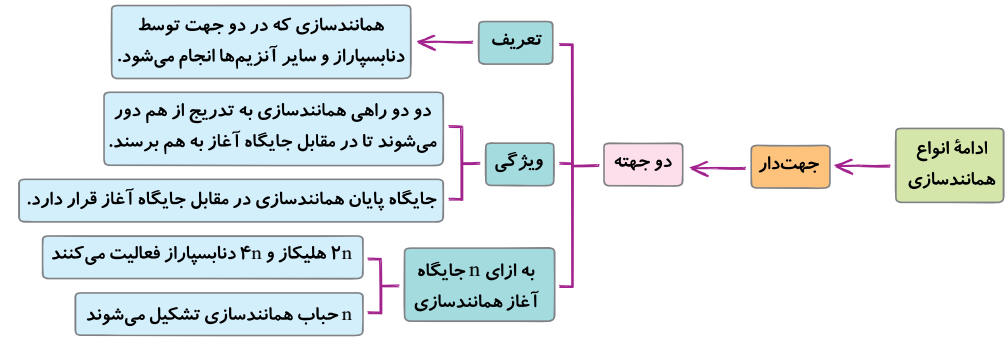 ادامهٔ انواع
همانندسازی
جهت‌دار
دو جهته
تعریف
همانندسازی که در دو جهت توسط
دنابسپاراز و سایر آنزیم‌ها انجام می‌شود.
ویژگی
دو دو راهی همانندسازی به تدریج از هم دور
می‌شوند تا در مقابل جایگاه آغاز به هم برسند.
جایگاه پایان همانندسازی در مقابل جایگاه آغاز قرار دارد.
به ازای n جایگاه
آغاز همانندسازی
۲n هلیکاز و ۴n دنابسپاراز فعالیت می‌کنند
n حباب همانندسازی تشکیل می‌شوند